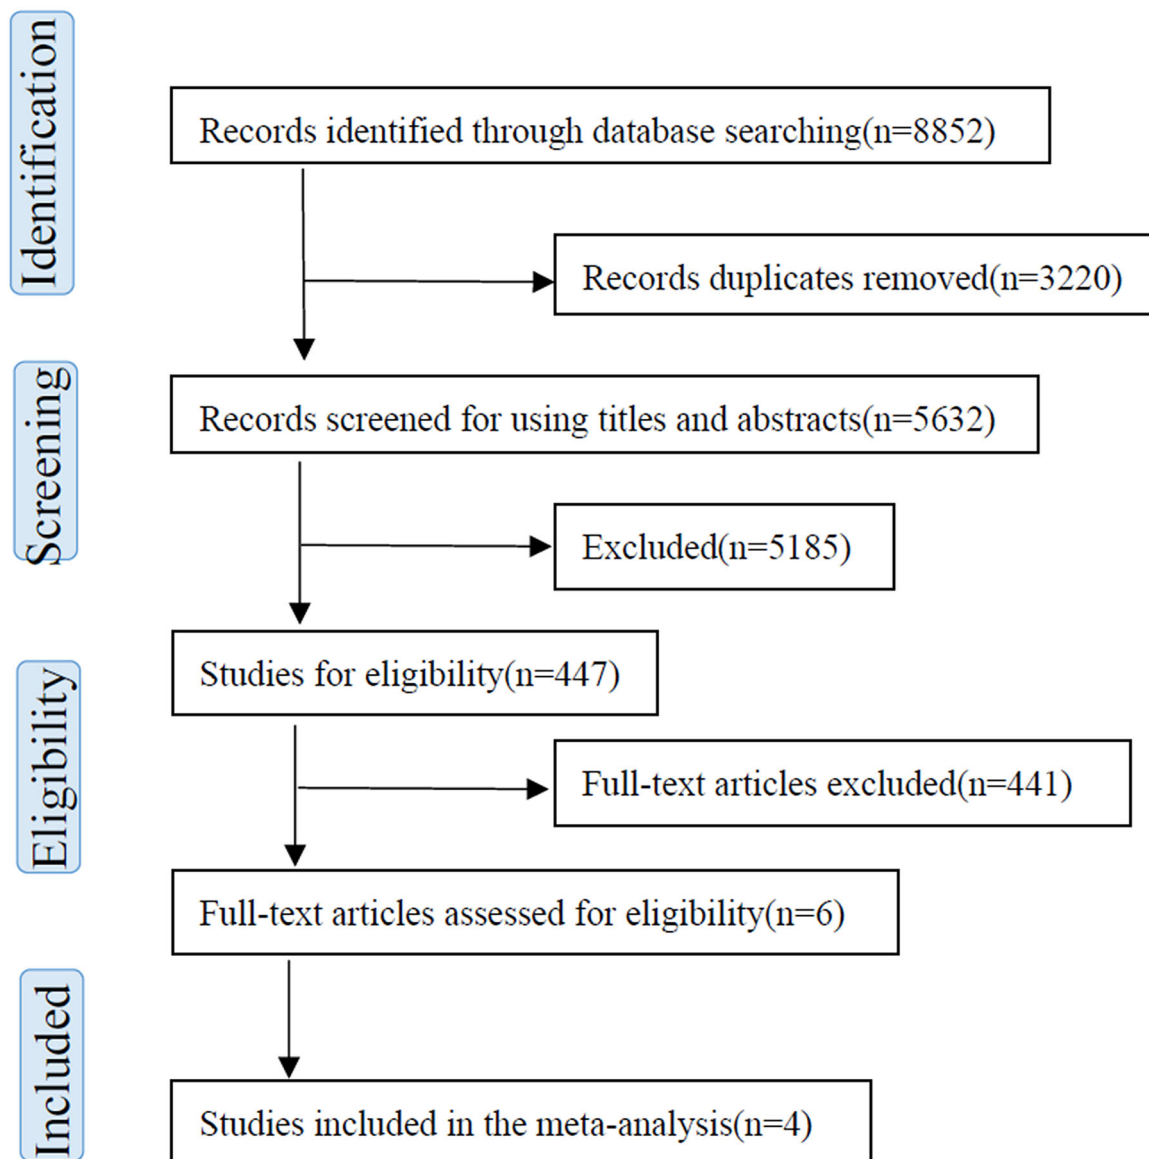 Identification
Records identified through database searching(n=8852)
Records duplicates removed(n=3220)
Screening
Records screened for using titles and abstracts(n=5632)
Excluded(n=5185)
Eligibility
Studies for eligibility(n=447)
Full-text articles excluded(n=441)
Full-text articles assessed for eligibility(n=6)
Included
Studies included in the meta-analysis(n=4)